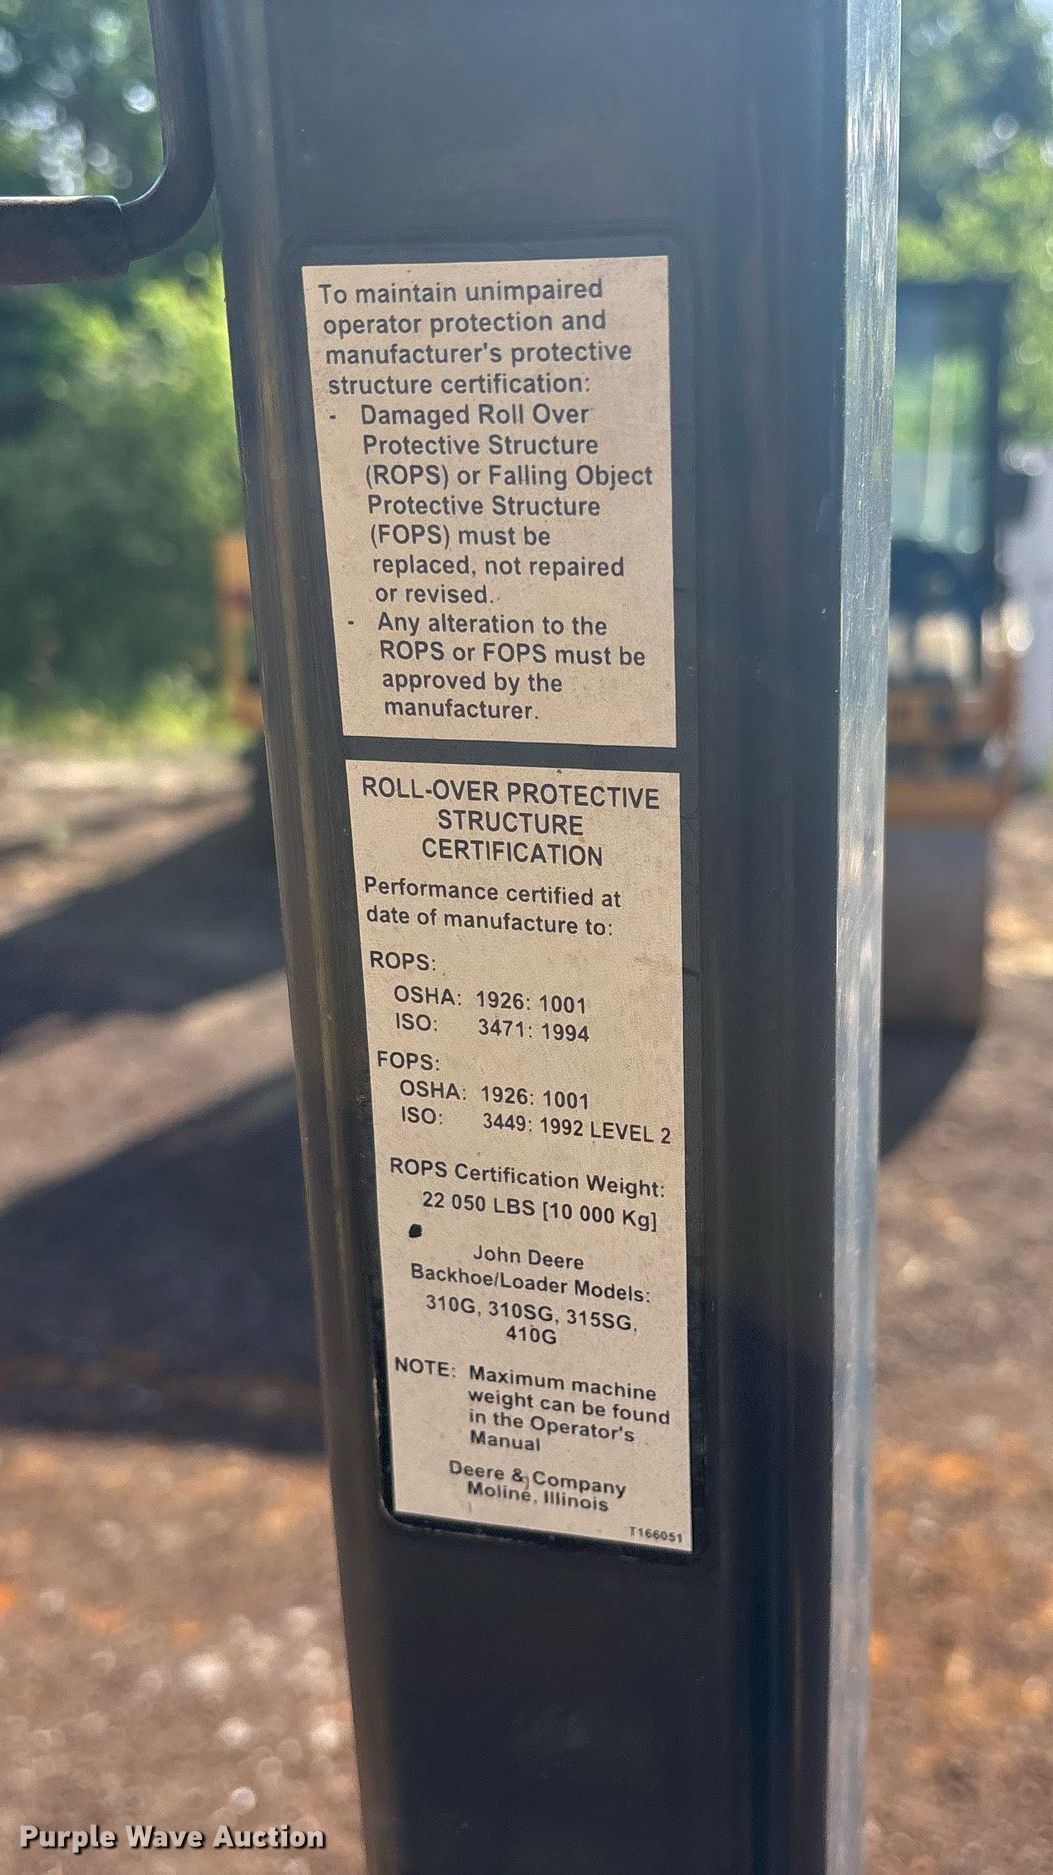 To maintain unimpaired
operator protection and
manufacturer's protective
structure certification:
- Damaged Roll Over
Protective Structure
(ROPS) or Falling Object
Protective Structure
(FOPS) must be
replaced, not repaired
or revised.
- Any alteration to the
ROPS or FOPS must be
approved by the
manufacturer.
ROLL-OVER PROTECTIVE
STRUCTURE
CERTIFICATION
Performance certified at
date of manufacture to:
ROPS:
OSHA: 1926: 1001
ISO: 3471: 1994
FOPS:
OSHA: 1926: 1001
ISO: 3449: 1992 LEVEL 2
ROPS Certification Weight:
22 050 LBS [10 000 Kg]
John Deere
Backhoe/Loader Models:
310G, 310SG, 315SG,
410G
NOTE: Maximum machine
weight can be found
in the Operator's
Manual
Deere & Company
Moline, Illinois
T166051
Purple Wave Auction